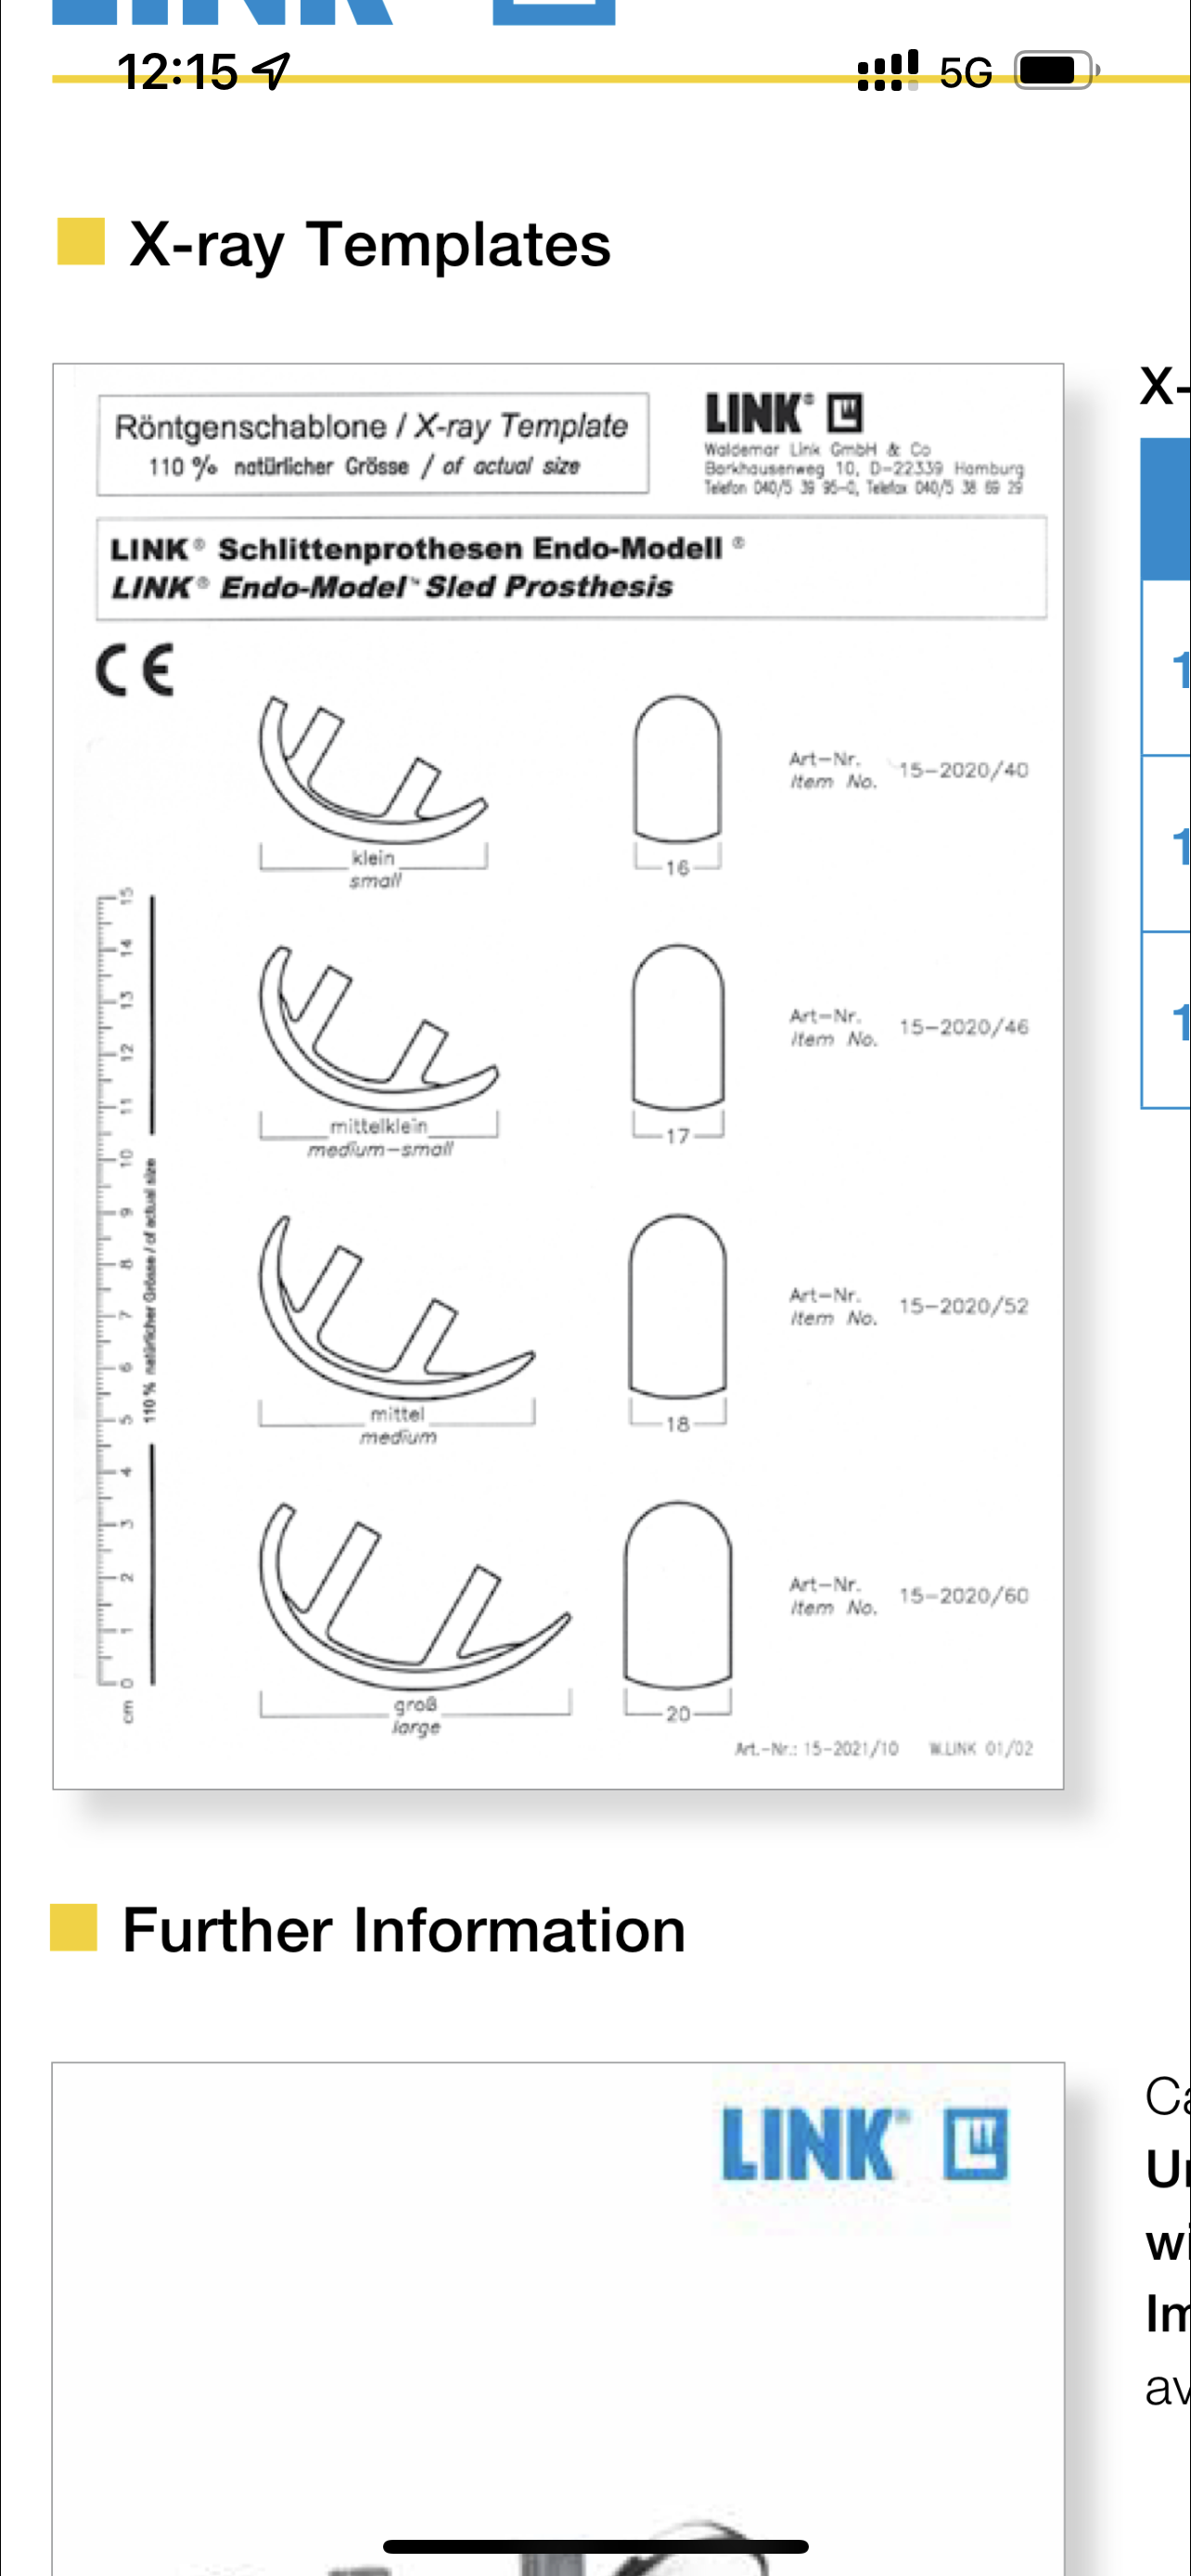 LINK
12:15
5G
X-ray Templates
X-
Röntgenschablone / X-ray Template
110 % natürlicher Grösse / of actual size
LINK®
Waldemar Link GmbH & Co
Barkhausenweg 10, D-22339 Hamburg
Telefon 040/5 39 95-0, Telefax 040/5 38 69 29
LINK® Schlittenprothesen Endo-Modell ®
LINK® Endo-Model™ Sled Prosthesis
CE
Art-Nr.
Item No.
15-2020/40
klein
small
16
Art-Nr.
Item No.
15-2020/46
mittelklein
medium-small
17
Art-Nr.
Item No.
15-2020/52
mittel
medium
18
Art-Nr.
Item No.
15-2020/60
groß
large
20
15
14
13
12
11
10
9
8
7
6
5
4
3
2
1
0
cm
110 % natürlicher Grösse / of actual size
Art.-Nr.: 15-2021/10 W.LINK 01/02
1
1
1
Further Information
LINK®
Ca
Ur
wi
Im
av